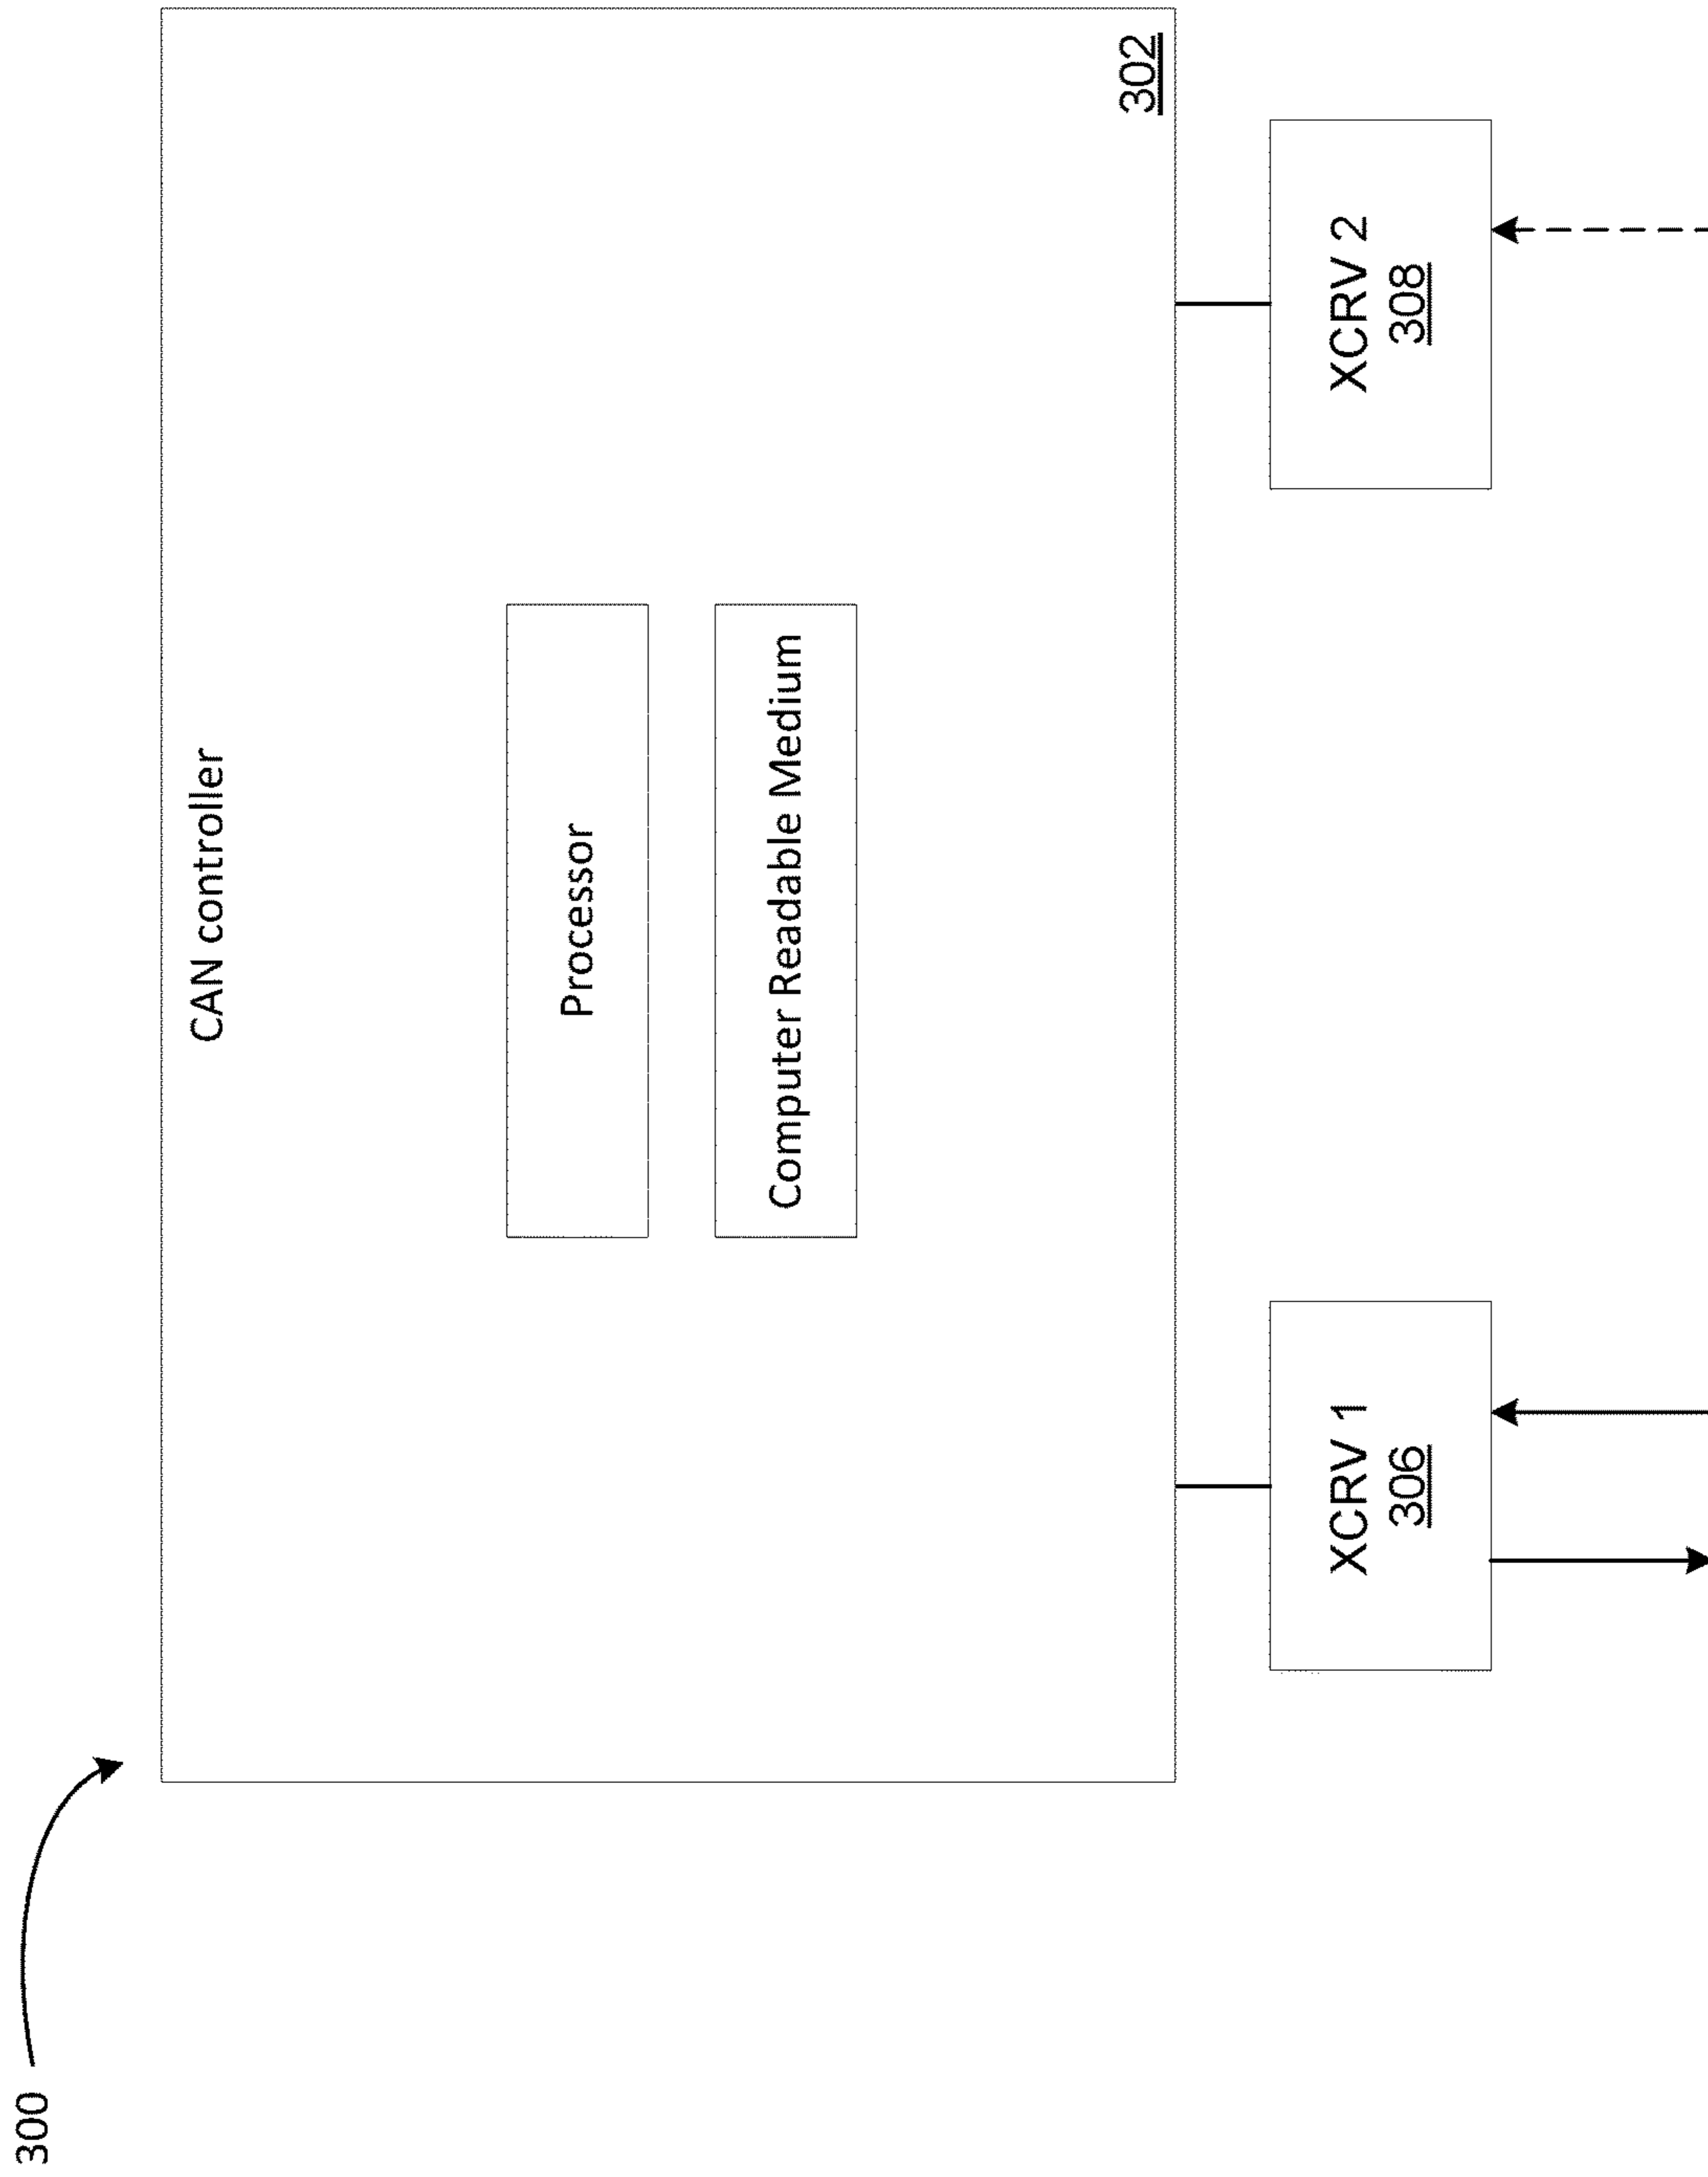 300
CAN controller
Processor
Computer Readable Medium
302
XCRV 1
306
XCRV 2
308